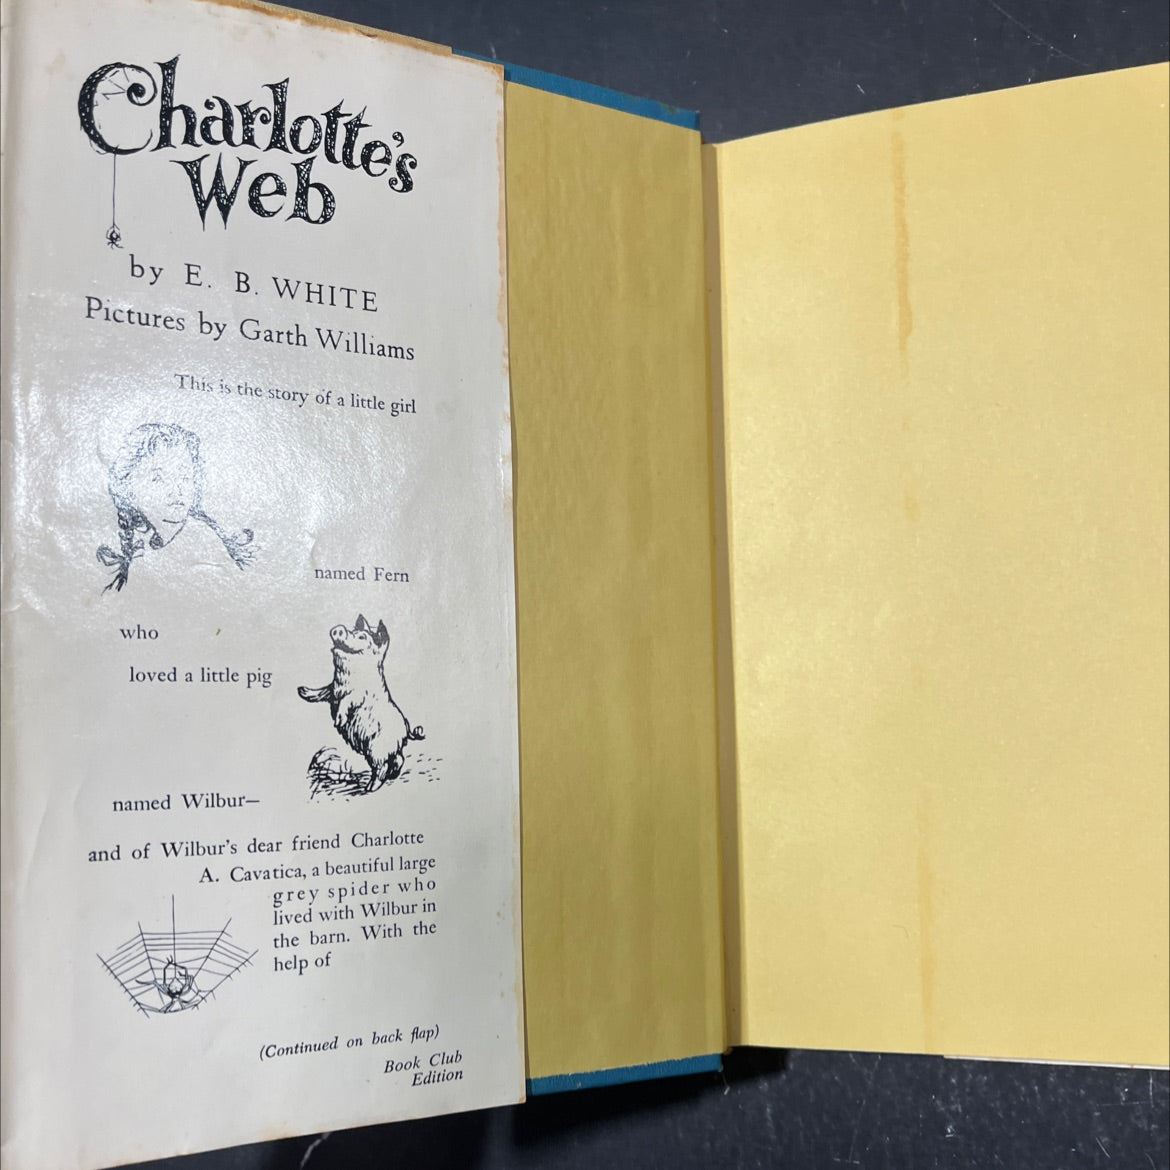 Charlotte's
Web
by E. B. WHITE
Pictures by Garth Williams
This is the story of a little girl
named Fern
who
loved a little pig
named Wilbur—
and of Wilbur's dear friend Charlotte
A. Cavatica, a beautiful large
grey spider who
lived with Wilbur in
the barn. With the
help of
(Continued on back flap)
Book Club
Edition